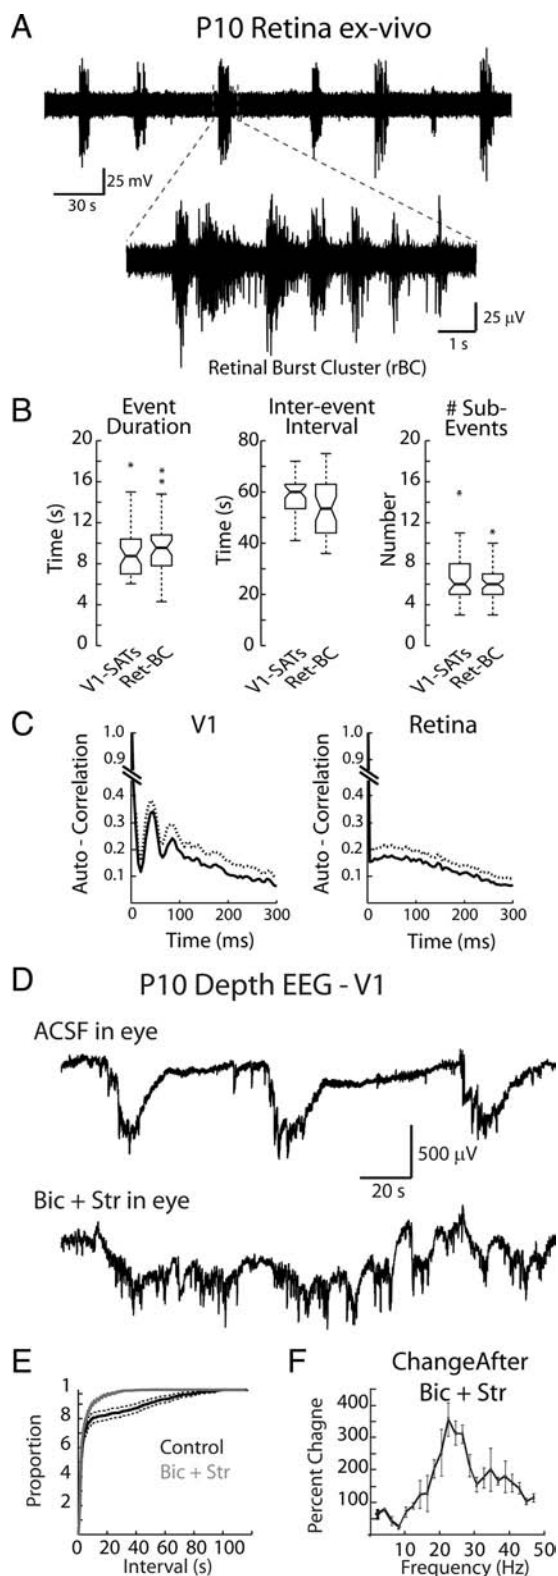 A P10 Retina ex-vivo
25 mV
30 s
25 µV
1 s
Retinal Burst Cluster (rBC)
B Event Duration
Inter-event Interval
# Sub-Events
Time (s)
20
16
12
8
4
0
V1-SATs
Ret-BC
Time (s)
80
60
40
20
0
V1-SATs
Ret-BC
Number
20
16
12
8
4
0
V1-SATs
Ret-BC
C V1
Retina
Auto - Correlation
1.0
0.9
0.4
0.3
0.2
0.1
0 100 200 300
Time (ms)
Auto - Correlation
1.0
0.9
0.4
0.3
0.2
0.1
0 100 200 300
Time (ms)
D P10 Depth EEG - V1
ACSF in eye
500 µV
20 s
Bic + Str in eye
E
Proportion
1
8
6
4
2
Control
Bic + Str
0 20 40 60 80 100
Interval (s)
F ChangeAfter
Bic + Str
Percent Chagne
400
300
200
100
10 20 30 40 50
Frequency (Hz)